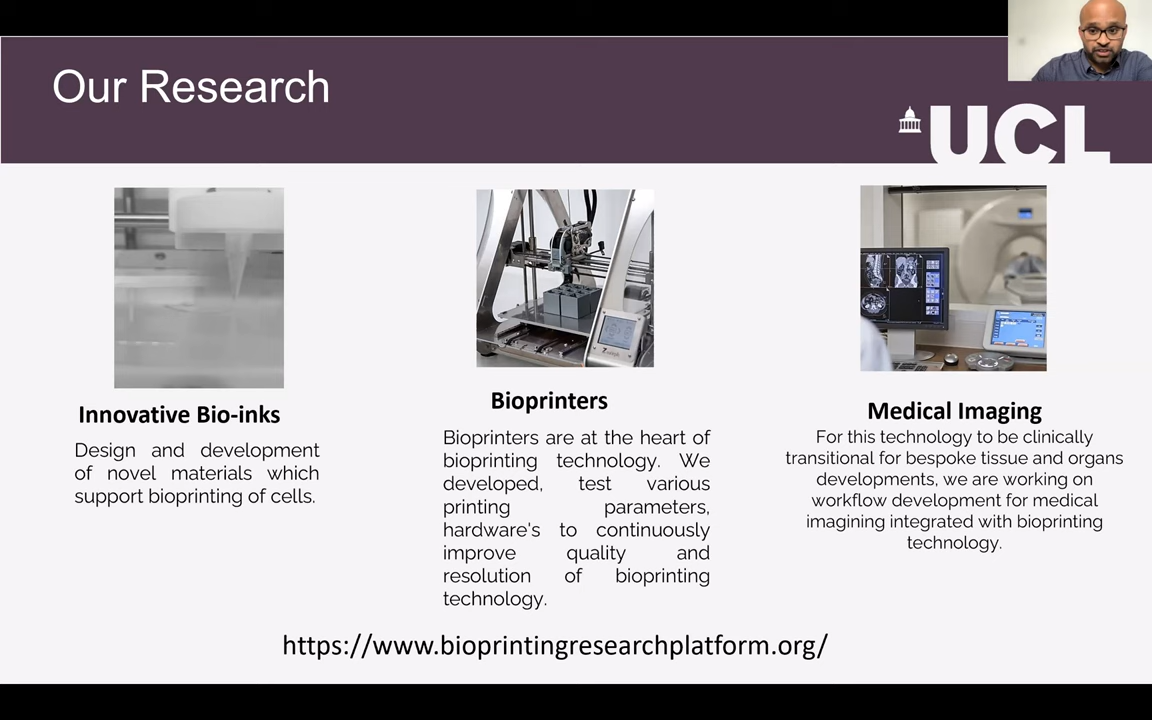 Our Research
UCL
Innovative Bio-inks
Design and development
of novel materials which
support bioprinting of cells.
Bioprinters
Bioprinters are at the heart of
bioprinting technology. We
developed, test various
printing parameters,
hardware's to continuously
improve quality and
resolution of bioprinting
technology.
Medical Imaging
For this technology to be clinically
transitional for bespoke tissue and organs
developments, we are working on
workflow development for medical
imagining integrated with bioprinting
technology.
https://www.bioprintingresearchplatform.org/